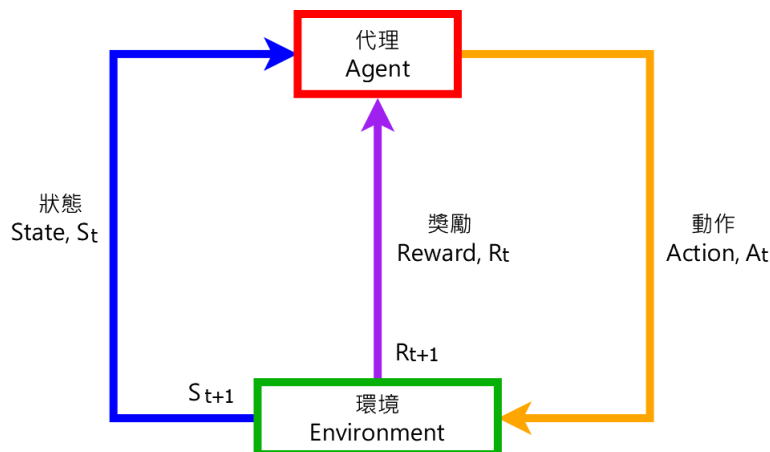 代理
Agent
狀態
State, St
獎勵
Reward, Rt
動作
Action, At
Rt+1
St+1
環境
Environment